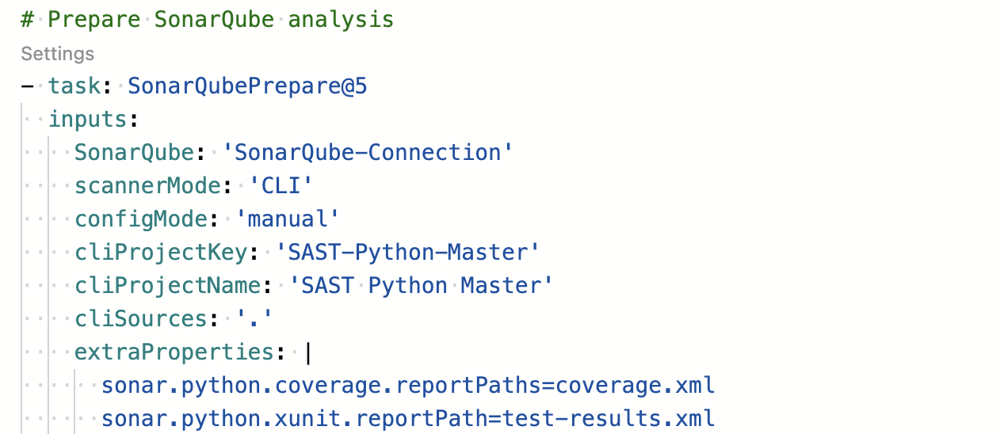 # Prepare SonarQube analysis
Settings
- task: SonarQubePrepare@5
  inputs:
    SonarQube: 'SonarQube-Connection'
    scannerMode: 'CLI'
    configMode: 'manual'
    cliProjectKey: 'SAST-Python-Master'
    cliProjectName: 'SAST Python Master'
    cliSources: '.'
    extraProperties: |
      sonar.python.coverage.reportPaths=coverage.xml
      sonar.python.xunit.reportPath=test-results.xml